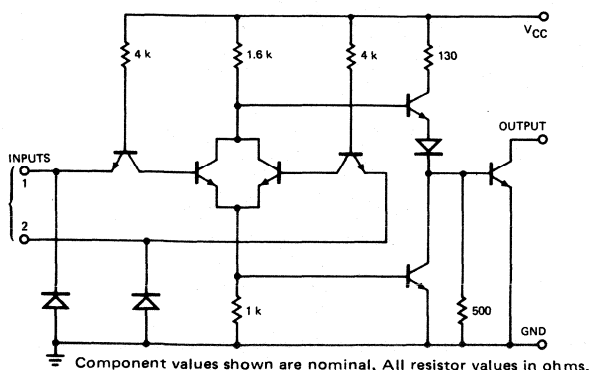 V_CC
4 k
1.6 k
4 k
130
OUTPUT
INPUTS
1
2
1 k
500
GND
Component values shown are nominal, All resistor values in ohms.